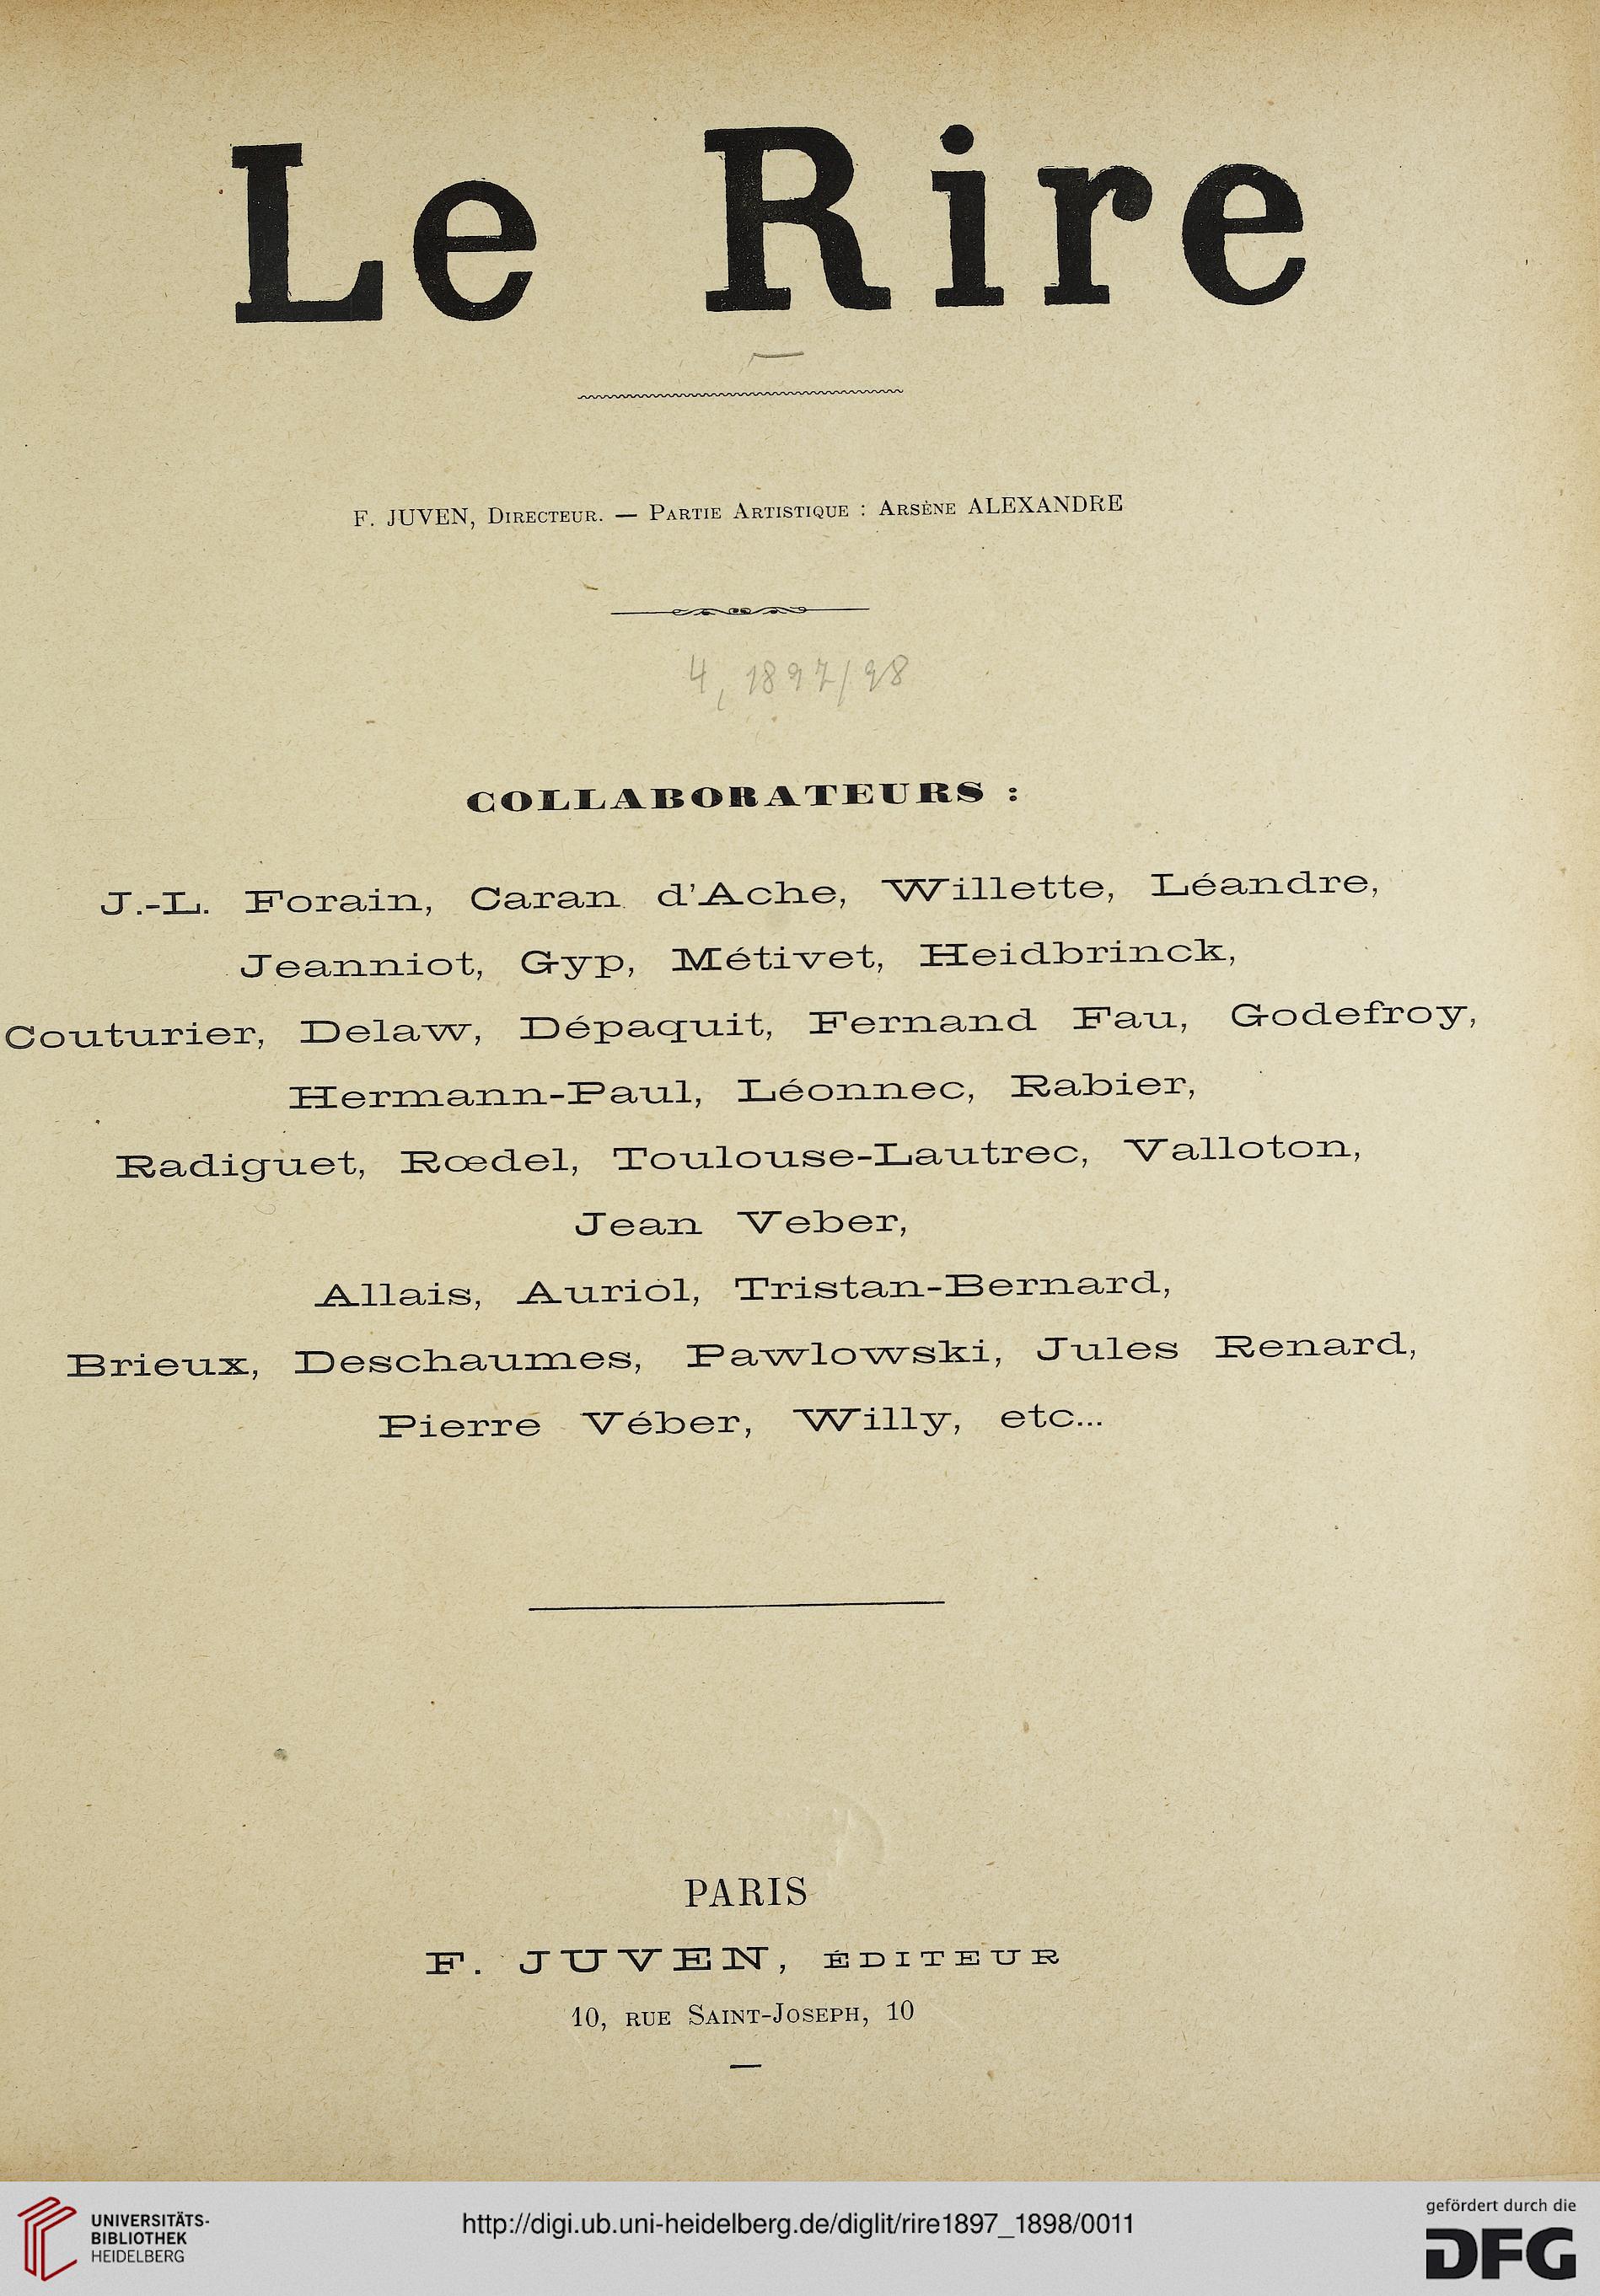 Le Rire
F. JUVEN, Directeur. — Partie Artistique : Arsène ALEXANDRE
4, 1897/98
COLLABORATEURS :
J.-L. Forain, Caran d'Ache, Willette, Léandre,
Jeanniot, Gyp, Métivet, Heidbrinck,
Couturier, Delaw, Dépaquit, Fernand Fau, Godefroy,
Hermann-Paul, Léonnec, Rabier,
Radiguet, Rœdel, Toulouse-Lautrec, Valloton,
Jean Veber,
Allais, Auriol, Tristan-Bernard,
Brieux, Deschaumes, Pawlowski, Jules Renard,
Pierre Véber, Willy, etc...
PARIS
F. JUVEN, ÉDITEUR
10, rue Saint-Joseph, 10
UNIVERSITÄTS-
BIBLIOTHEK
HEIDELBERG
http://digi.ub.uni-heidelberg.de/diglit/rire1897_1898/0011
gefördert durch die
DFG